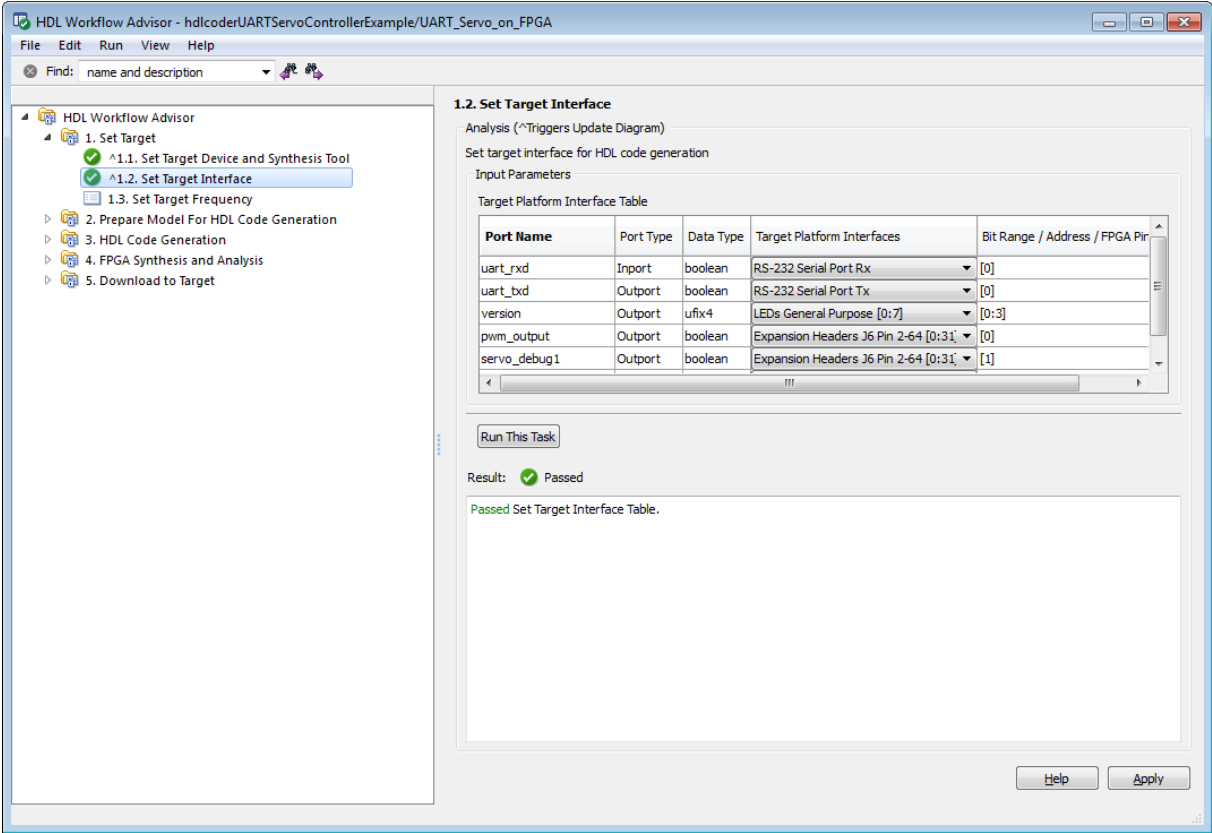 HDL Workflow Advisor - hdlcoderUARTServoControllerExample/UART_Servo_on_FPGA
File Edit Run View Help
Find: name and description
HDL Workflow Advisor
1. Set Target
^1.1. Set Target Device and Synthesis Tool
^1.2. Set Target Interface
1.3. Set Target Frequency
2. Prepare Model For HDL Code Generation
3. HDL Code Generation
4. FPGA Synthesis and Analysis
5. Download to Target
1.2. Set Target Interface
Analysis (^Triggers Update Diagram)
Set target interface for HDL code generation
Input Parameters
Target Platform Interface Table
Port Name Port Type Data Type Target Platform Interfaces Bit Range / Address / FPGA Pin
uart_rxd Inport boolean RS-232 Serial Port Rx [0]
uart_txd Outport boolean RS-232 Serial Port Tx [0]
version Outport ufix4 LEDs General Purpose [0:7] [0:3]
pwm_output Outport boolean Expansion Headers J6 Pin 2-64 [0:31] [0]
servo_debug1 Outport boolean Expansion Headers J6 Pin 2-64 [0:31] [1]
Run This Task
Result: Passed
Passed Set Target Interface Table.
Help Apply